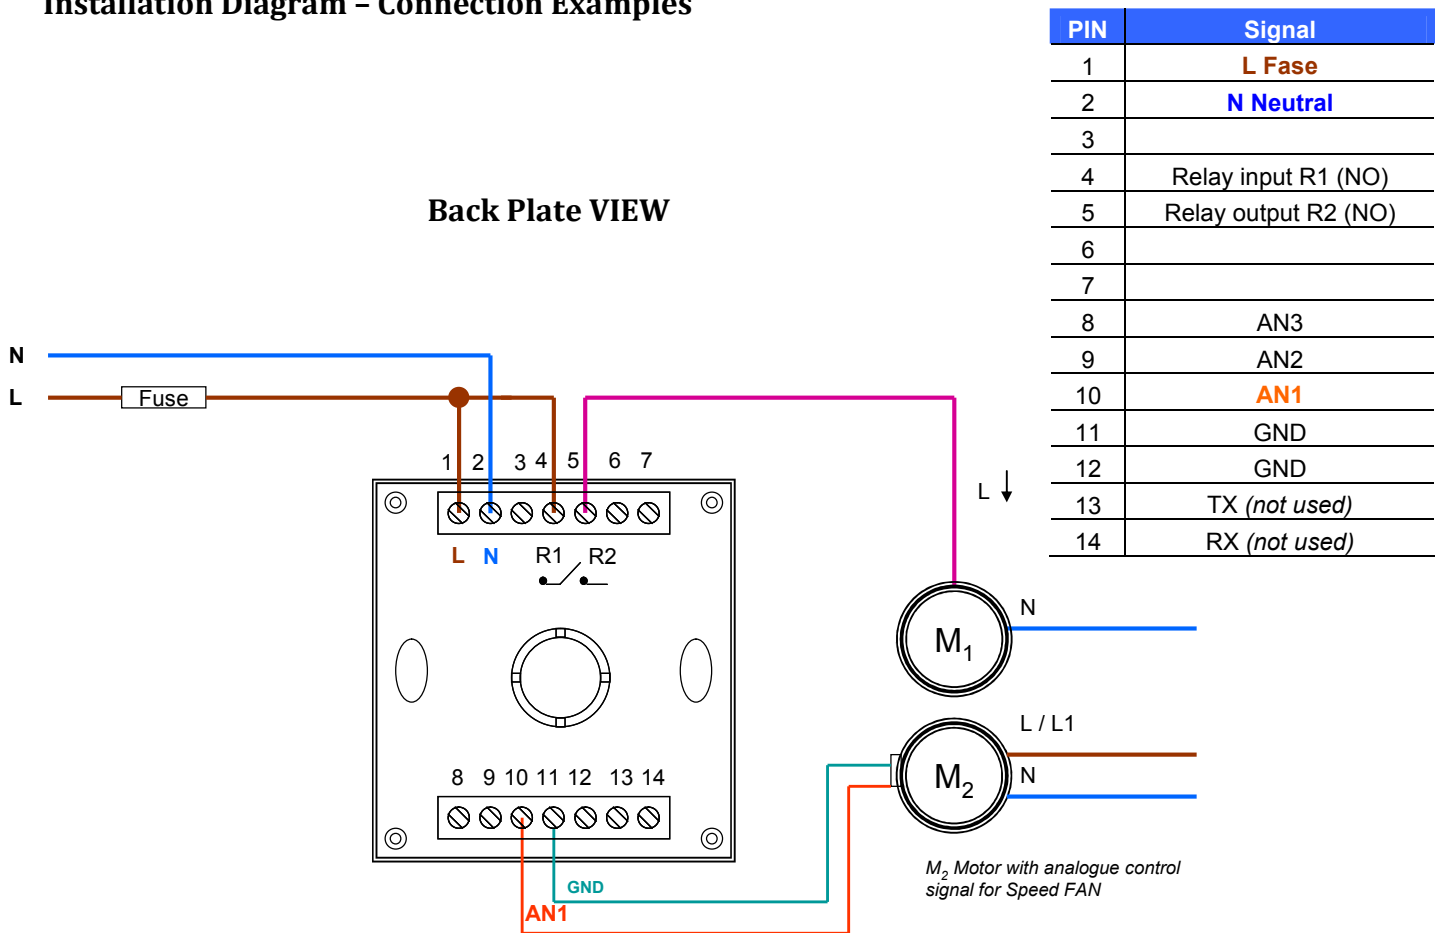 Installation Diagram – Connection Examples
PIN Signal
1 L Fase
2 N Neutral
3
4 Relay input R1 (NO)
5 Relay output R2 (NO)
6
7
8 AN3
9 AN2
10 AN1
11 GND
12 GND
13 TX (not used)
14 RX (not used)
Back Plate VIEW
N
L Fuse
1 2 3 4 5 6 7
L N R1 R2
L
M1 N
L / L1
M2 N
8 9 10 11 12 13 14
GND
AN1
M2 Motor with analogue control
signal for Speed FAN